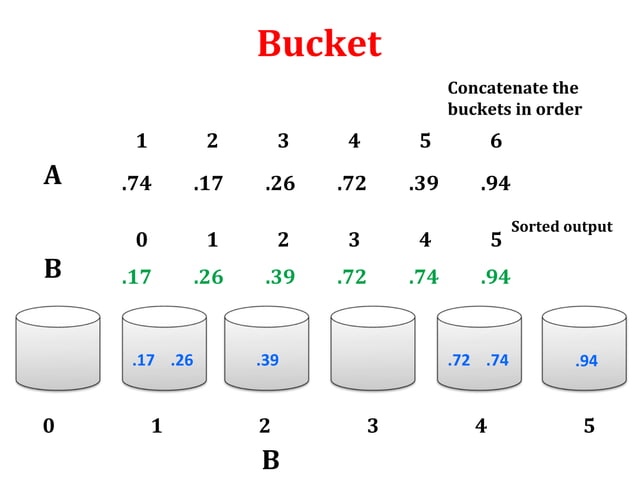 Bucket
Concatenate the
buckets in order
1 2 3 4 5 6
A .74 .17 .26 .72 .39 .94
0 1 2 3 4 5 Sorted output
B .17 .26 .39 .72 .74 .94
.17 .26 .39 .72 .74 .94
0 1 2 3 4 5
B